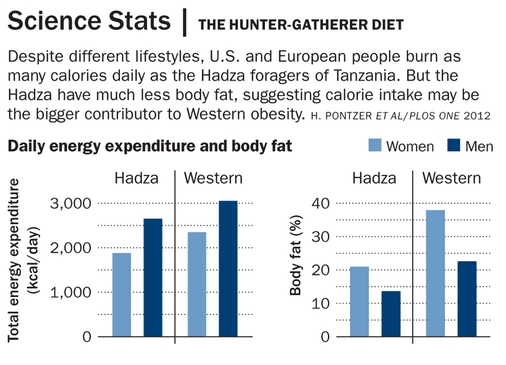 Science Stats | THE HUNTER-GATHERER DIET
Despite different lifestyles, U.S. and European people burn as
many calories daily as the Hadza foragers of Tanzania. But the
Hadza have much less body fat, suggesting calorie intake may be
the bigger contributor to Western obesity. H. PONTZER ET AL/PLOS ONE 2012
Daily energy expenditure and body fat
Women Men
Total energy expenditure
(kcal/day)
Hadza Western
3,000
2,000
1,000
0
Body fat (%)
Hadza Western
40
30
20
10
0